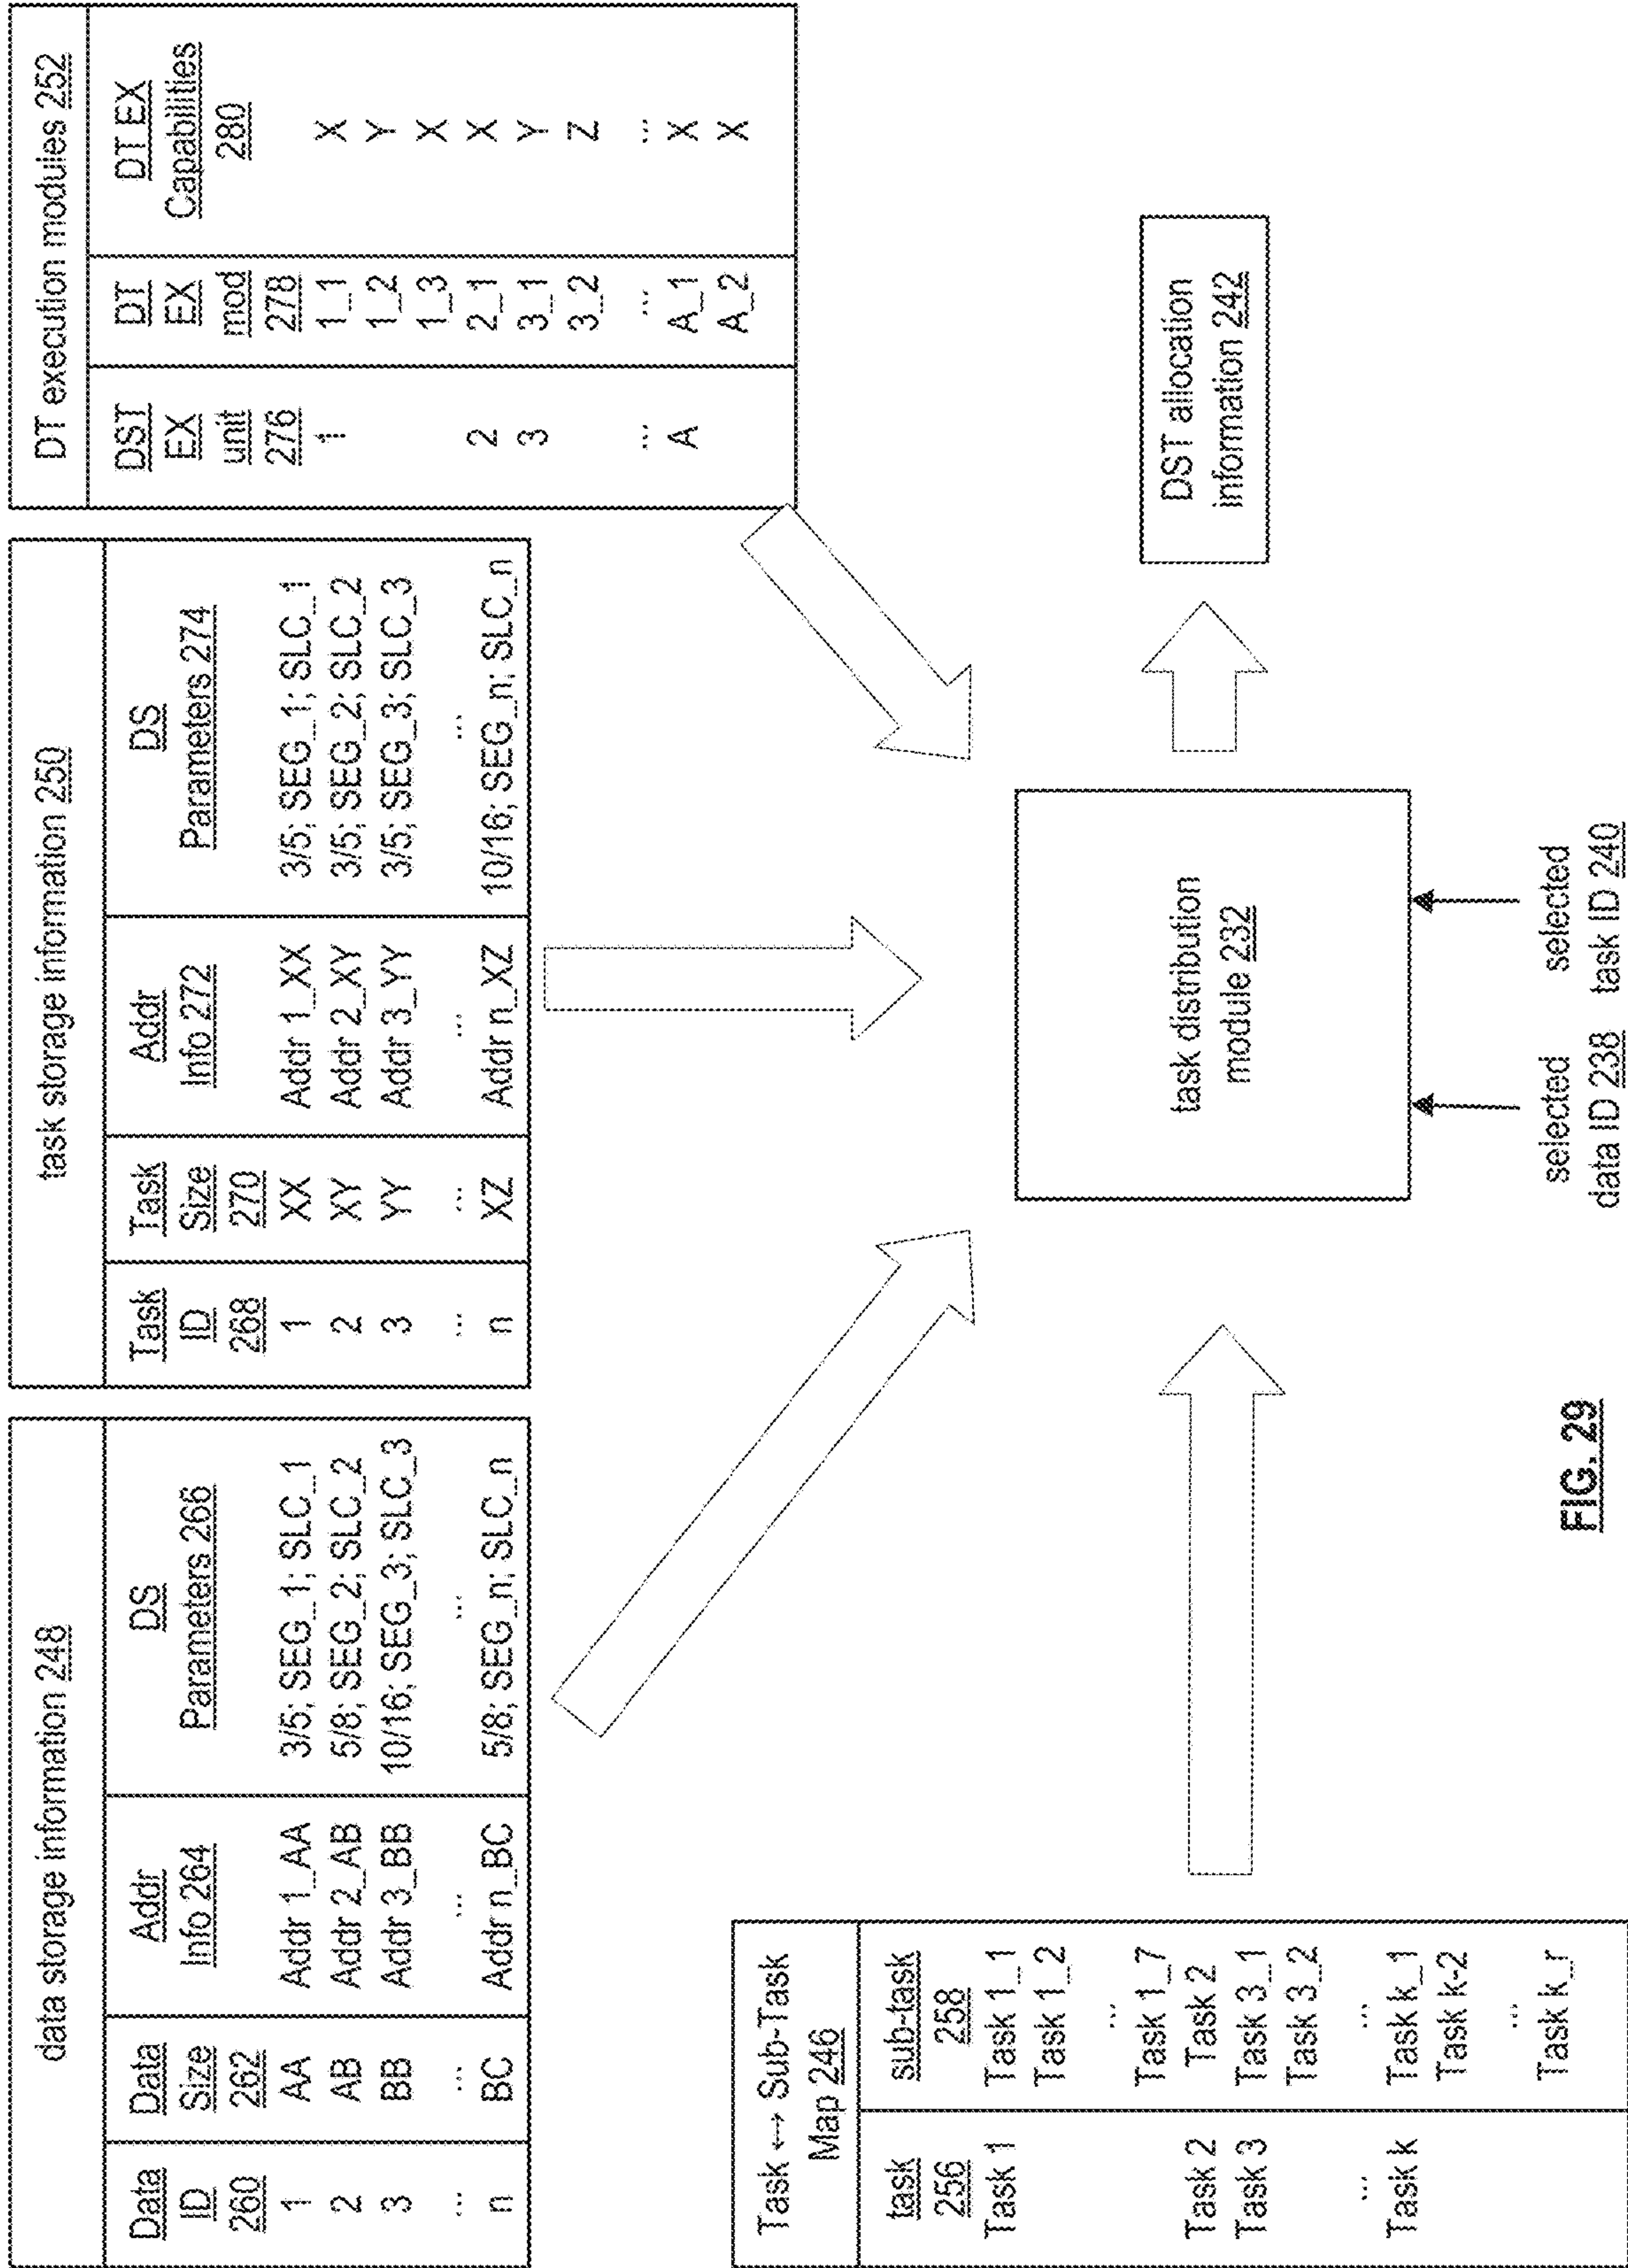 data storage information 248
Data ID 260 Data Size 262 Addr Info 264 DS Parameters 266
1 AA Addr 1_AA 3/5; SEG_1; SLC_1
2 AB Addr 2_AB 5/8; SEG_2; SLC_2
3 BB Addr 3_BB 10/16; SEG_3; SLC_3
... ... ... ...
n BC Addr n_BC 5/8; SEG_n; SLC_n
task storage information 250
Task ID 268 Task Size 270 Addr Info 272 DS Parameters 274
1 XX Addr 1_XX 3/5; SEG_1; SLC_1
2 XY Addr 2_XY 3/5; SEG_2; SLC_2
3 YY Addr 3_YY 3/5; SEG_3; SLC_3
... ... ... ...
n XZ Addr n_XZ 10/16; SEG_n; SLC_n
DT execution modules 252
DST EX unit 276 DT EX mod 278 DT EX Capabilities 280
1 1_1 X
1_2 Y
1_3 X
2 2_1 X
3 3_1 Y
3_2 Z
... ... ...
A A_1 X
A_2 X
Task ↔ Sub-Task
Map 246
task 256 sub-task 258
Task 1 Task 1_1
Task 1_2
...
Task 1_7
Task 2 Task 2
Task 3 Task 3_1
Task 3_2
... ...
Task k Task k_1
Task k-2
...
Task k_r
task distribution
module 232
selected
data ID 238
selected
task ID 240
DST allocation
information 242
FIG. 29